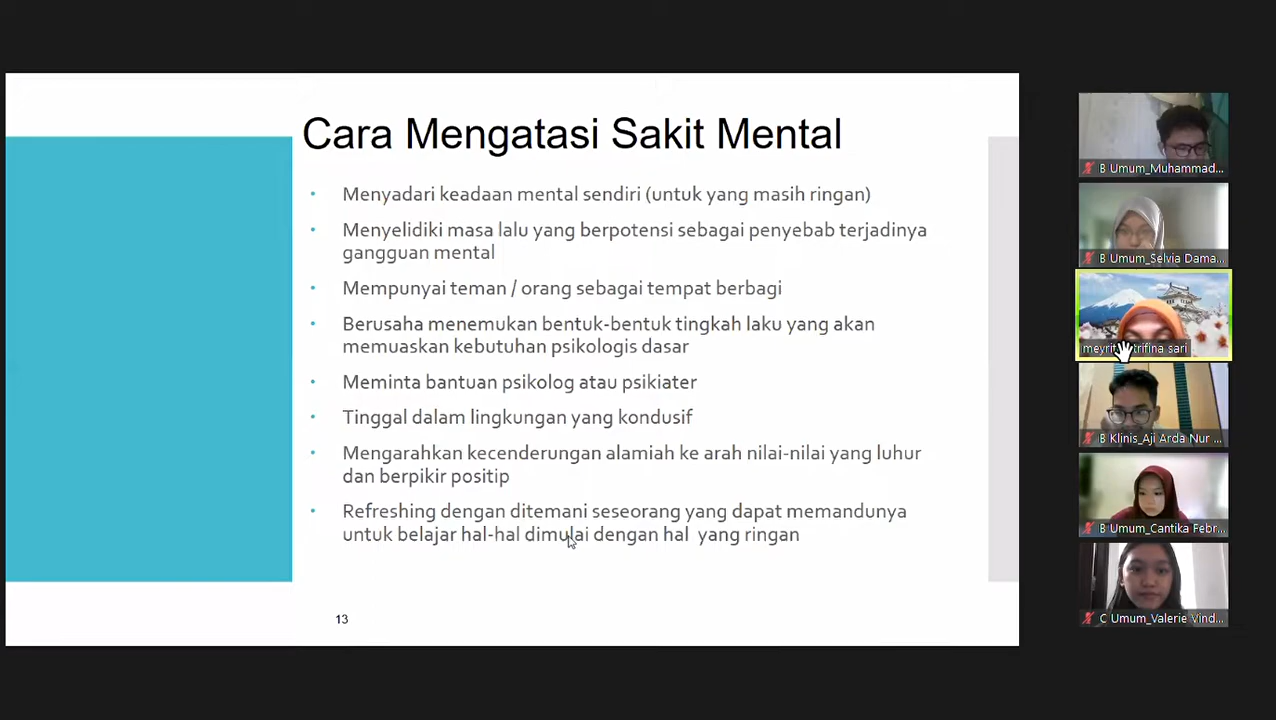 Cara Mengatasi Sakit Mental
• Menyadari keadaan mental sendiri (untuk yang masih ringan)
• Menyelidiki masa lalu yang berpotensi sebagai penyebab terjadinya
gangguan mental
• Mempunyai teman / orang sebagai tempat berbagi
• Berusaha menemukan bentuk-bentuk tingkah laku yang akan
memuaskan kebutuhan psikologis dasar
• Meminta bantuan psikolog atau psikiater
• Tinggal dalam lingkungan yang kondusif
• Mengarahkan kecenderungan alamiah ke arah nilai-nilai yang luhur
dan berpikir positip
• Refreshing dengan ditemani seseorang yang dapat memandunya
untuk belajar hal-hal dimulai dengan hal yang ringan
13
B Umum_Muhammad...
B Umum_Selvia Dama...
sari
B Klinis_Aji Arda Nur ...
B Umum_Cantika Febr...
C Umum_Valerie Vind...